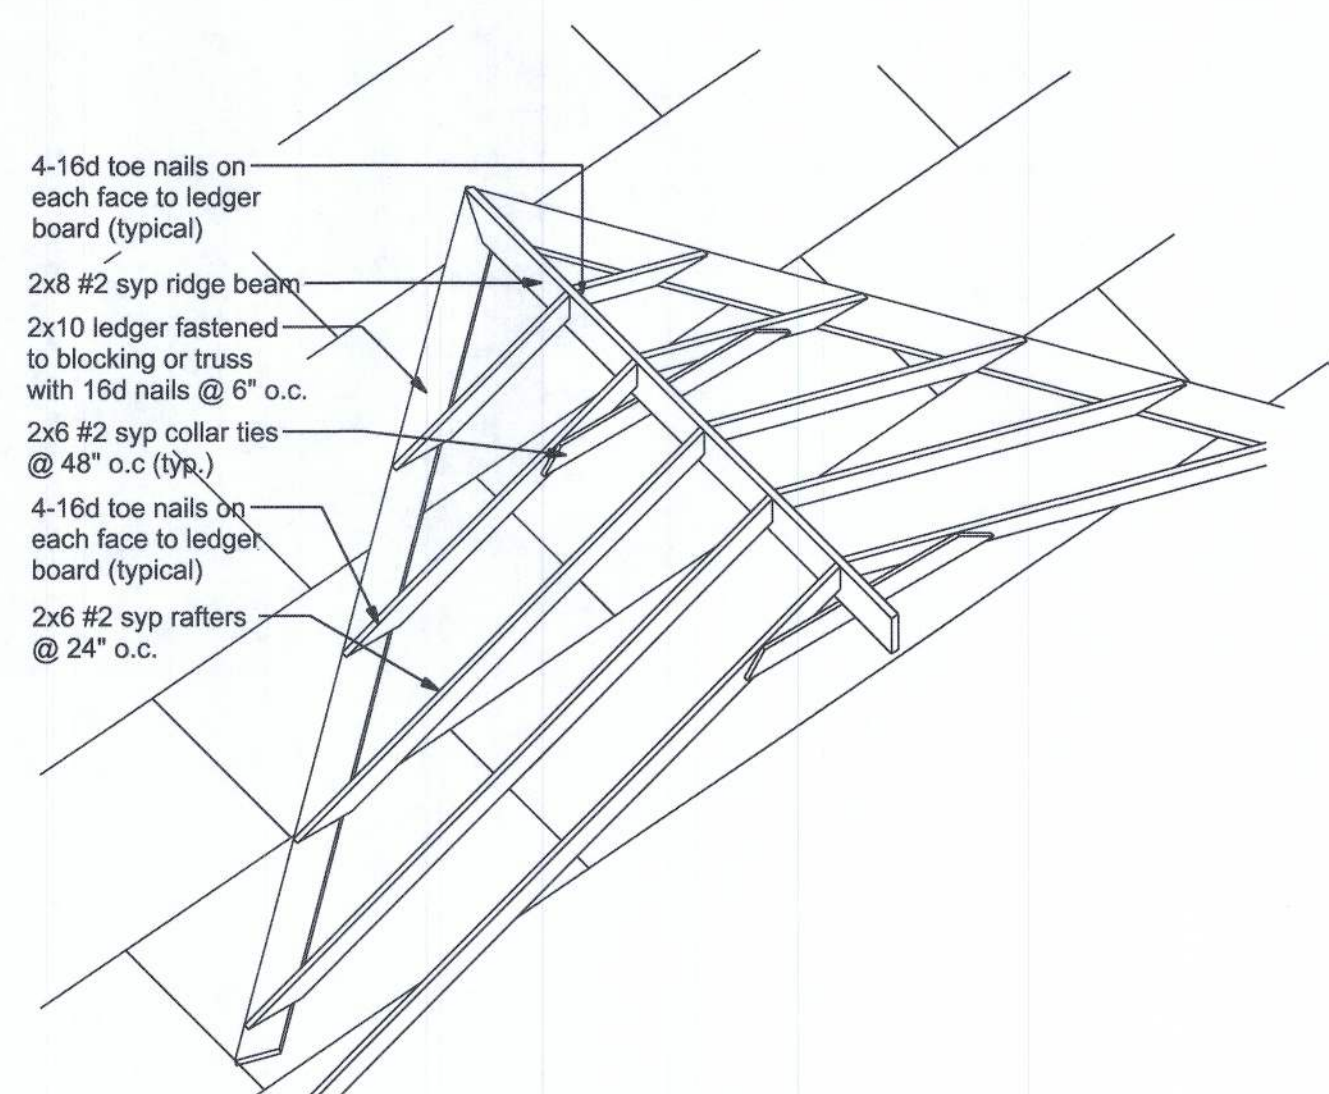 4-16d toe nails on
each face to ledger
board (typical)
2x8 #2 syp ridge beam
2x10 ledger fastened
to blocking or truss
with 16d nails @ 6" o.c.
2x6 #2 syp collar ties
@ 48" o.c (typ.)
4-16d toe nails on
each face to ledger
board (typical)
2x6 #2 syp rafters
@ 24" o.c.